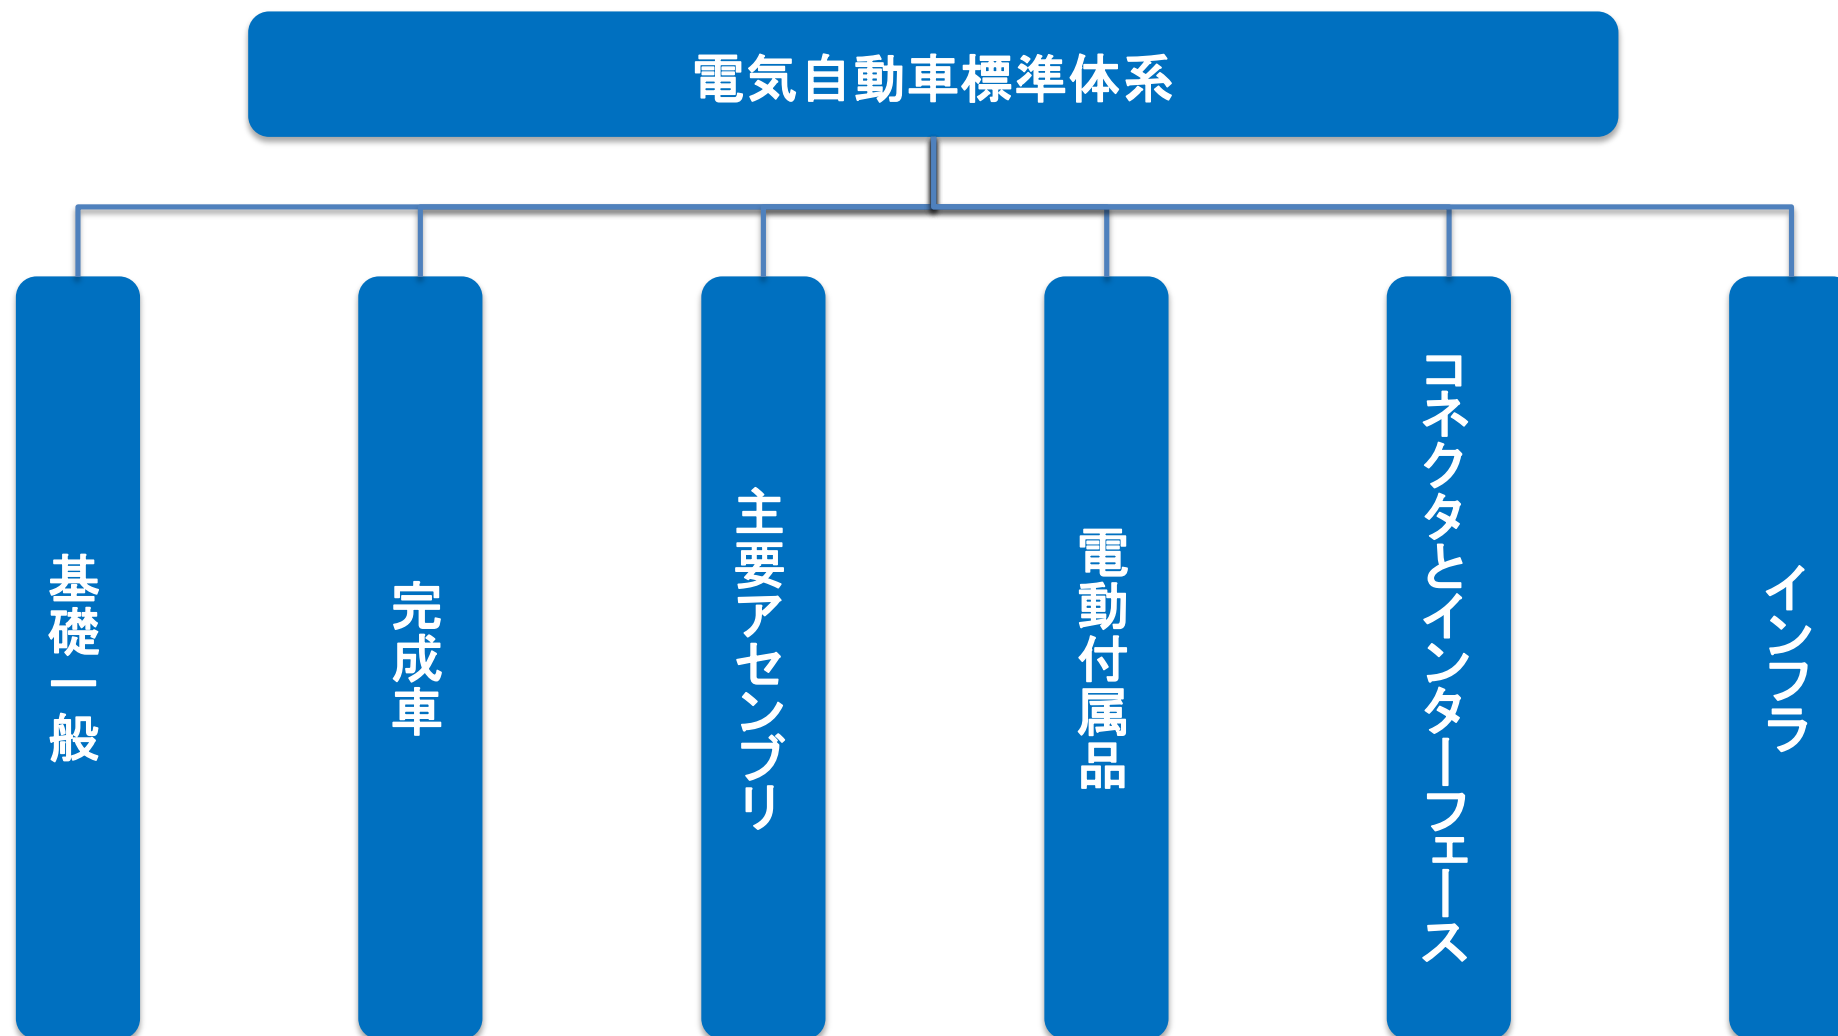 電気自動車標準体系
基礎一般
完成車
主要アセンブリ
電動付属品
コネクタとインターフェース
インフラ